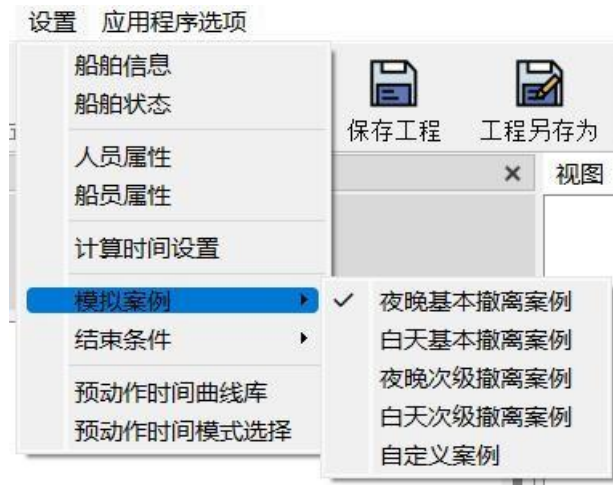 设置 应用程序选项
船舶信息
船舶状态
保存工程 工程另存为
人员属性
视图
船员属性
计算时间设置
模拟案例
夜晚基本撤离案例
结束条件
白天基本撤离案例
夜晚次级撤离案例
预动作时间曲线库
白天次级撤离案例
预动作时间模式选择
自定义案例